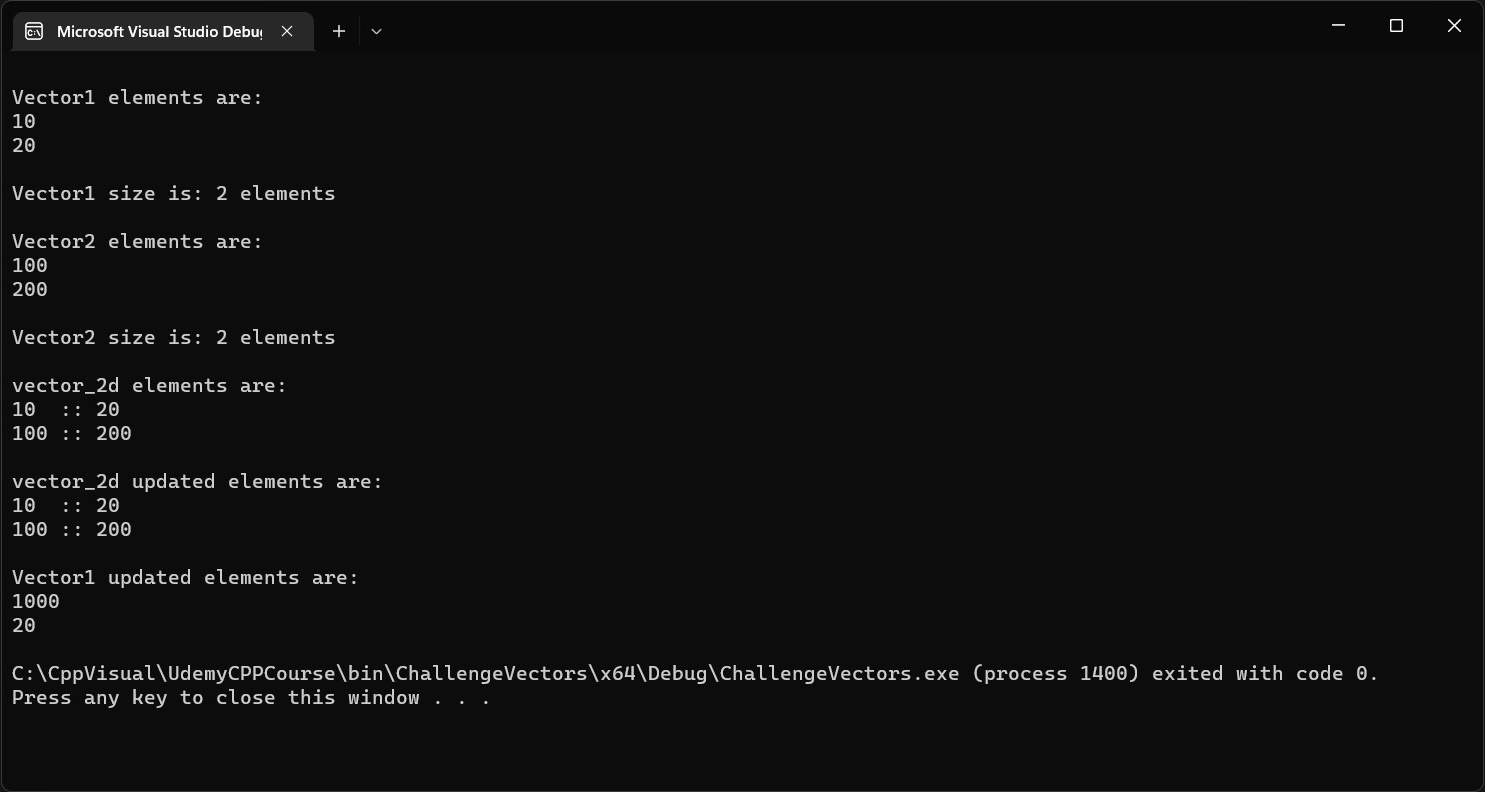 Microsoft Visual Studio Debu
Vector1 elements are:
10
20
Vector1 size is: 2 elements
Vector2 elements are:
100
200
Vector2 size is: 2 elements
vector_2d elements are:
10  :: 20
100 :: 200
vector_2d updated elements are:
10  :: 20
100 :: 200
Vector1 updated elements are:
1000
20
C:\CppVisual\UdemyCPPCourse\bin\ChallengeVectors\x64\Debug\ChallengeVectors.exe (process 1400) exited with code 0.
Press any key to close this window . . .